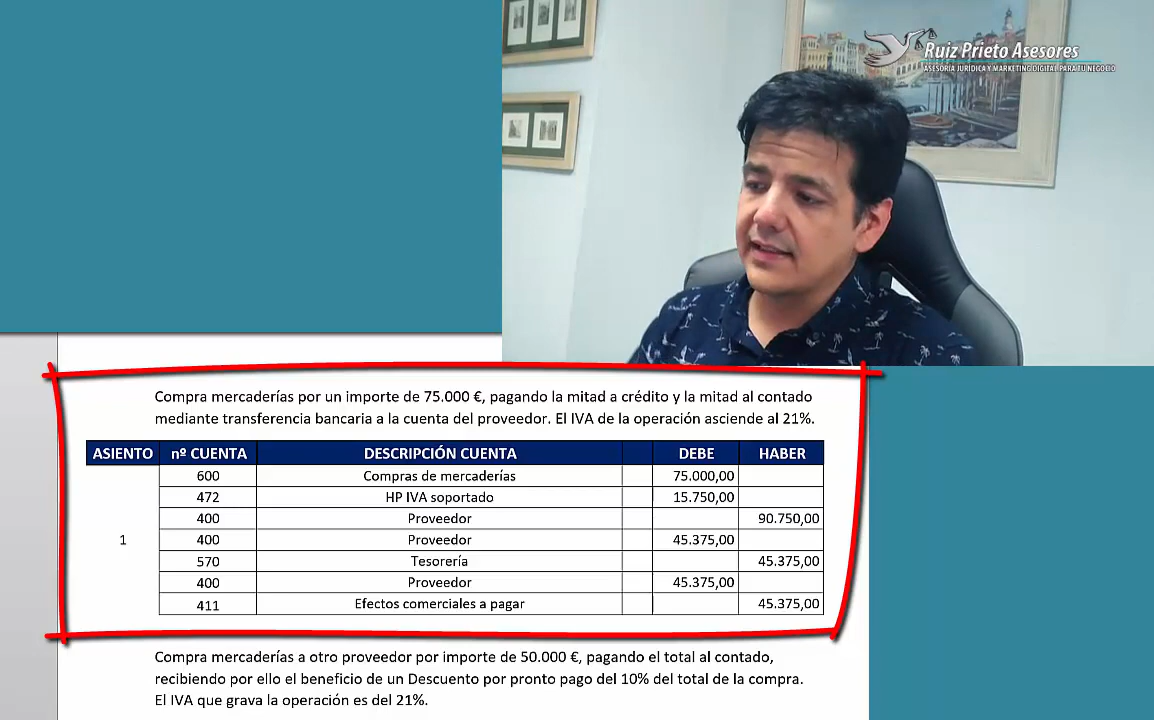 Ruiz Prieto Asesores
ASESORÍA JURÍDICA Y MARKETING DIGITAL PARA TU NEGOCIO
Compra mercaderías por un importe de 75.000 €, pagando la mitad a crédito y la mitad al contado
mediante transferencia bancaria a la cuenta del proveedor. El IVA de la operación asciende al 21%.
ASIENTO nº CUENTA DESCRIPCIÓN CUENTA DEBE HABER
600 Compras de mercaderías 75.000,00
472 HP IVA soportado 15.750,00
400 Proveedor 90.750,00
1 400 Proveedor 45.375,00
570 Tesorería 45.375,00
400 Proveedor 45.375,00
411 Efectos comerciales a pagar 45.375,00
Compra mercaderías a otro proveedor por importe de 50.000 €, pagando el total al contado,
recibiendo por ello el beneficio de un Descuento por pronto pago del 10% del total de la compra.
El IVA que grava la operación es del 21%.